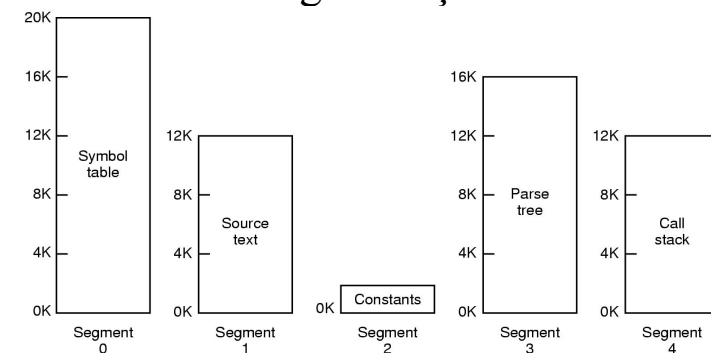 20K
16K
12K
8K
4K
0K
Symbol
table
Segment
0
12K
8K
4K
0K
Source
text
Segment
1
0K
Constants
Segment
2
16K
12K
8K
4K
0K
Parse
tree
Segment
3
12K
8K
4K
0K
Call
stack
Segment
4